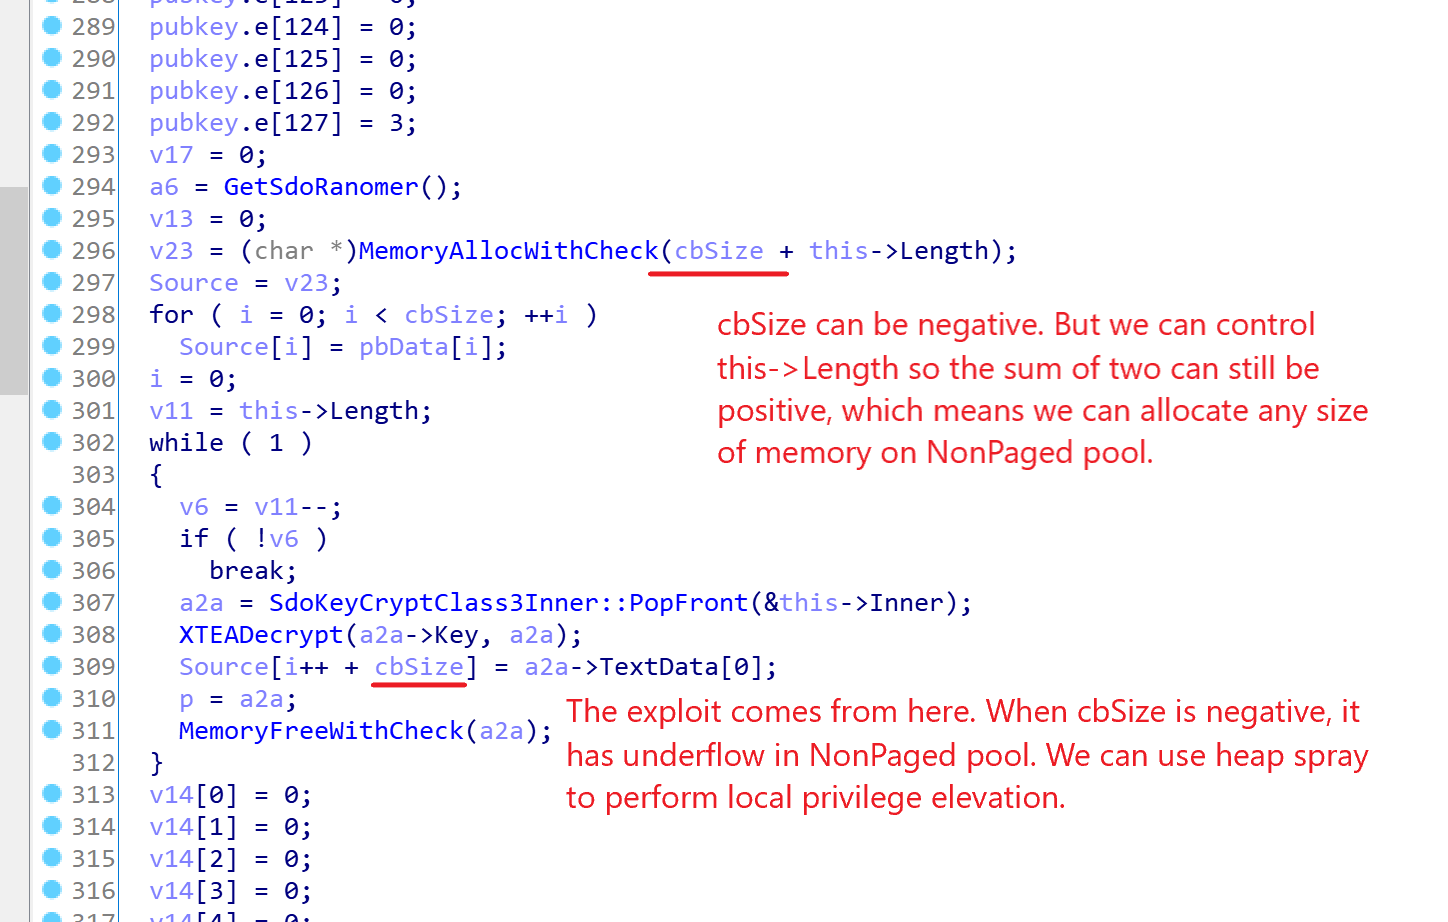 289 pubkey.e[124] = 0;
290 pubkey.e[125] = 0;
291 pubkey.e[126] = 0;
292 pubkey.e[127] = 3;
293 v17 = 0;
294 a6 = GetSdoRanomer();
295 v13 = 0;
296 v23 = (char *)MemoryAllocWithCheck(cbSize + this->Length);
297 Source = v23;
298 for ( i = 0; i < cbSize; ++i )
299 Source[i] = pbData[i];
300 i = 0;
301 v11 = this->Length;
302 while ( 1 )
303 {
304 v6 = v11--;
305 if ( !v6 )
306 break;
307 a2a = SdoKeyCryptClass3Inner::PopFront(&this->Inner);
308 XTEADecrypt(a2a->Key, a2a);
309 Source[i++ + cbSize] = a2a->TextData[0];
310 p = a2a;
311 MemoryFreeWithCheck(a2a);
312 }
313 v14[0] = 0;
314 v14[1] = 0;
315 v14[2] = 0;
316 v14[3] = 0;
317 v14[4] = 0;
cbSize can be negative. But we can control
this->Length so the sum of two can still be
positive, which means we can allocate any size
of memory on NonPaged pool.
The exploit comes from here. When cbSize is negative, it
has underflow in NonPaged pool. We can use heap spray
to perform local privilege elevation.